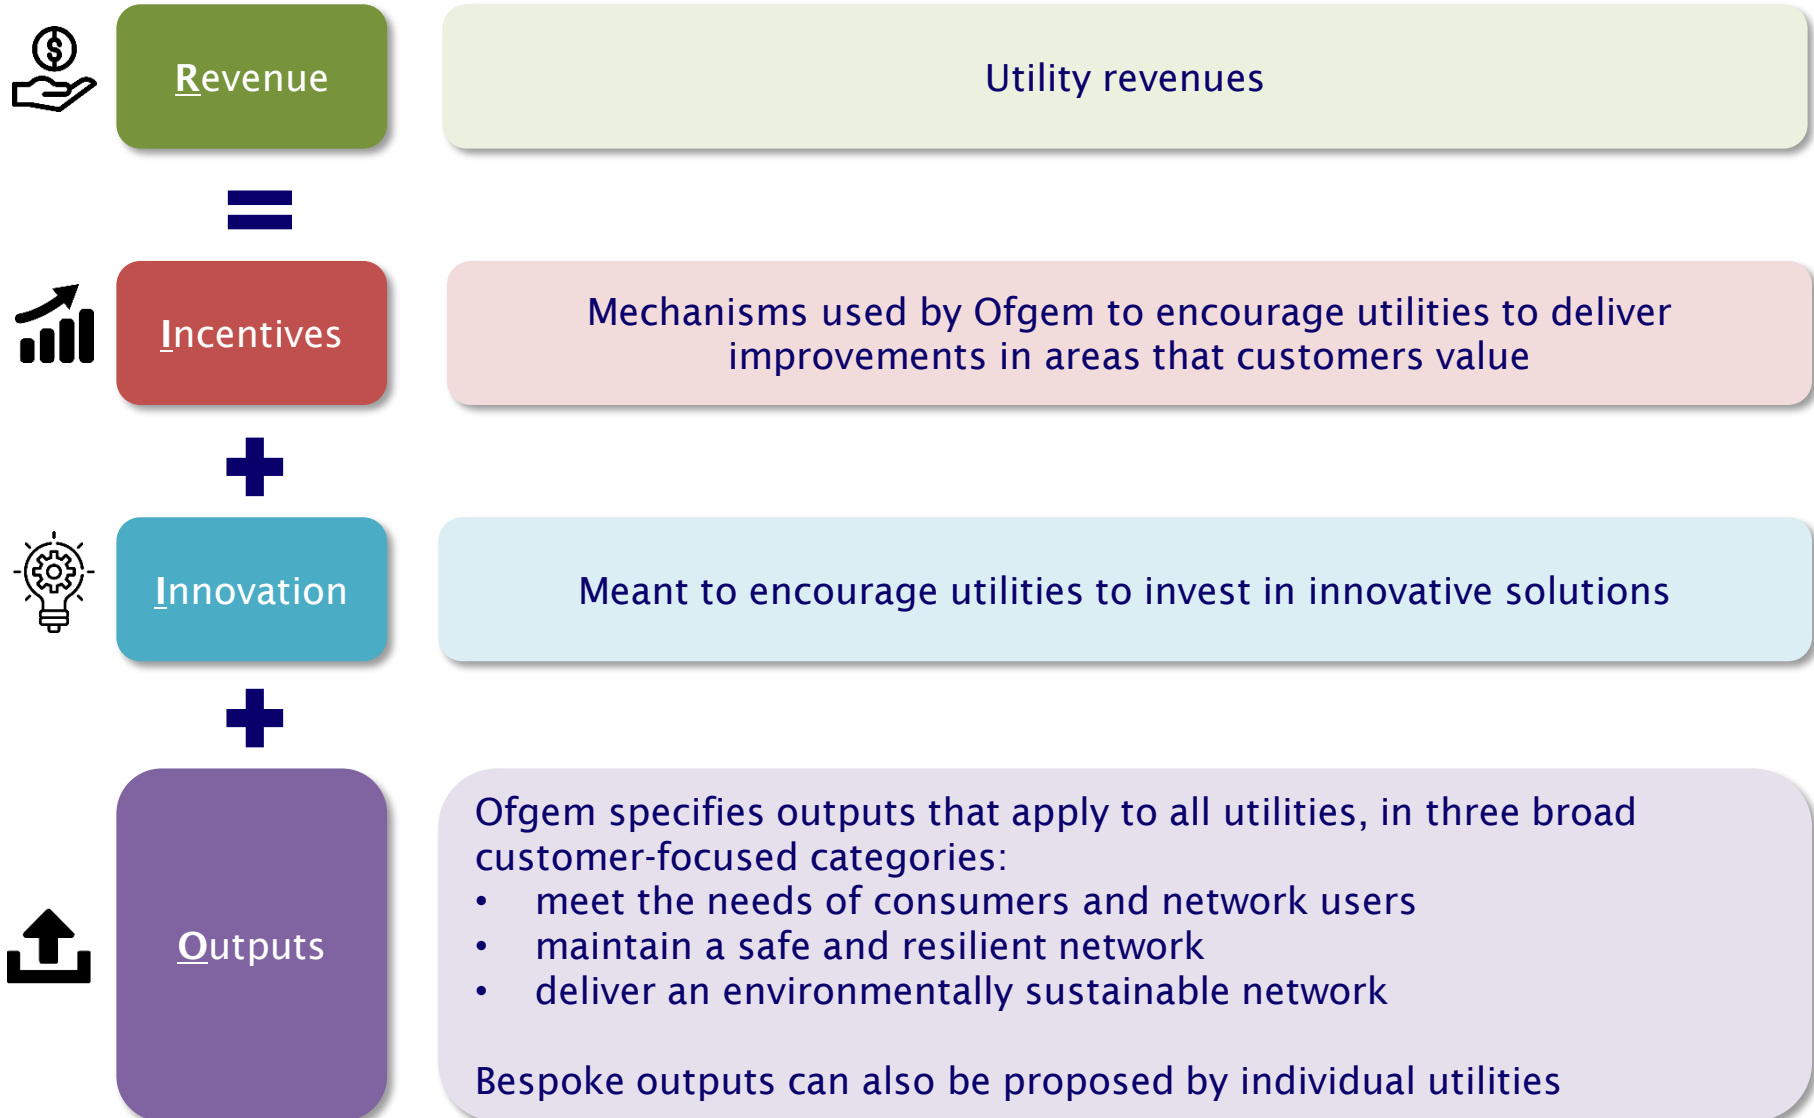 Revenue
Utility revenues
=
Incentives
Mechanisms used by Ofgem to encourage utilities to deliver
improvements in areas that customers value
+
Innovation
Meant to encourage utilities to invest in innovative solutions
+
Outputs
Ofgem specifies outputs that apply to all utilities, in three broad
customer-focused categories:
• meet the needs of consumers and network users
• maintain a safe and resilient network
• deliver an environmentally sustainable network
Bespoke outputs can also be proposed by individual utilities